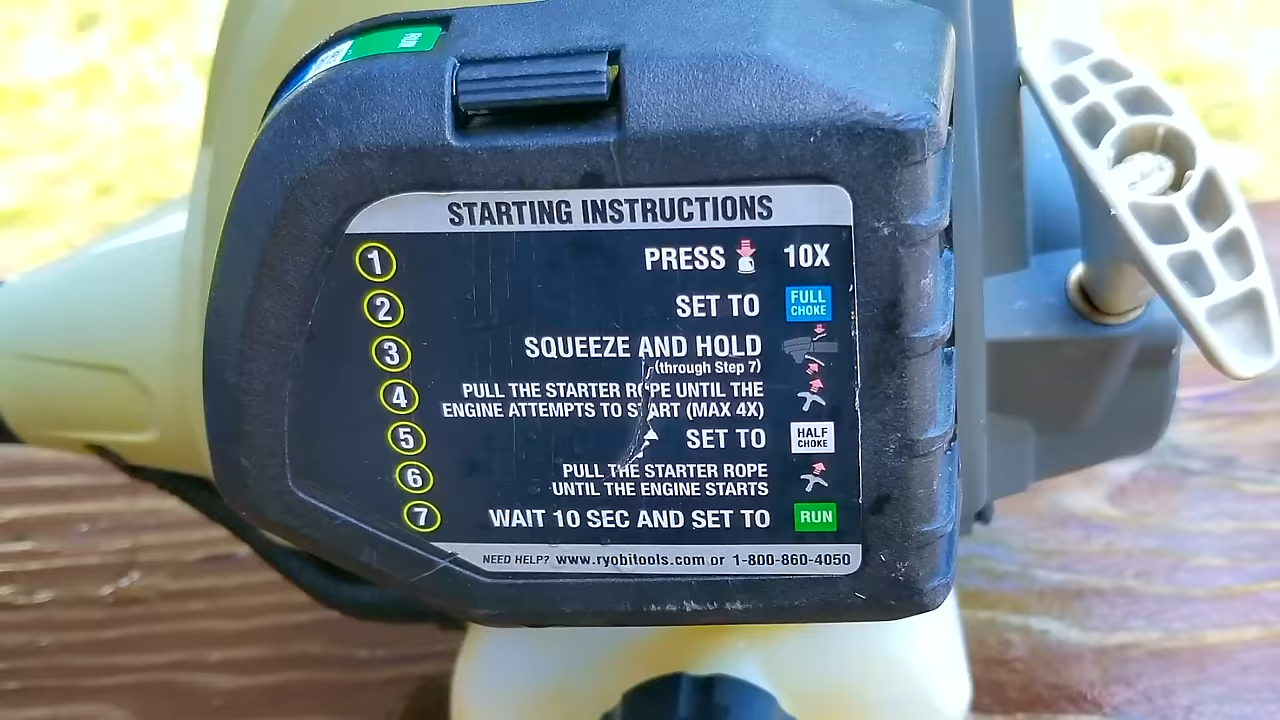 RUN
STARTING INSTRUCTIONS
1 PRESS 10X
2 SET TO FULL CHOKE
3 SQUEEZE AND HOLD
(through Step 7)
4 PULL THE STARTER ROPE UNTIL THE
ENGINE ATTEMPTS TO START (MAX 4X)
5 SET TO HALF CHOKE
6 PULL THE STARTER ROPE
UNTIL THE ENGINE STARTS
7 WAIT 10 SEC AND SET TO RUN
NEED HELP? www.ryobitools.com or 1-800-860-4050